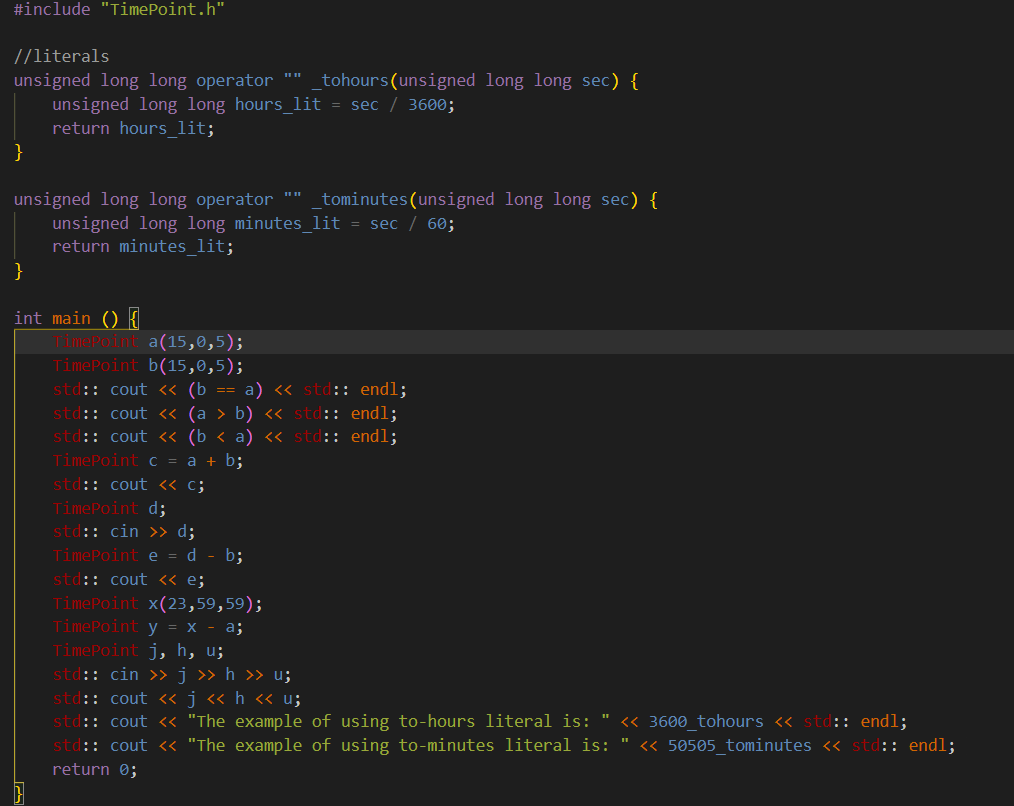 #include "TimePoint.h"

//literals
unsigned long long operator "" _tohours(unsigned long long sec) {
    unsigned long long hours_lit = sec / 3600;
    return hours_lit;
}

unsigned long long operator "" _tominutes(unsigned long long sec) {
    unsigned long long minutes_lit = sec / 60;
    return minutes_lit;
}

int main () {
    TimePoint a(15,0,5);
    TimePoint b(15,0,5);
    std:: cout << (b == a) << std:: endl;
    std:: cout << (a > b) << std:: endl;
    std:: cout << (b < a) << std:: endl;
    TimePoint c = a + b;
    std:: cout << c;
    TimePoint d;
    std:: cin >> d;
    TimePoint e = d - b;
    std:: cout << e;
    TimePoint x(23,59,59);
    TimePoint y = x - a;
    TimePoint j, h, u;
    std:: cin >> j >> h >> u;
    std:: cout << j << h << u;
    std:: cout << "The example of using to-hours literal is: " << 3600_tohours << std:: endl;
    std:: cout << "The example of using to-minutes literal is: " << 50505_tominutes << std:: endl;
    return 0;
}